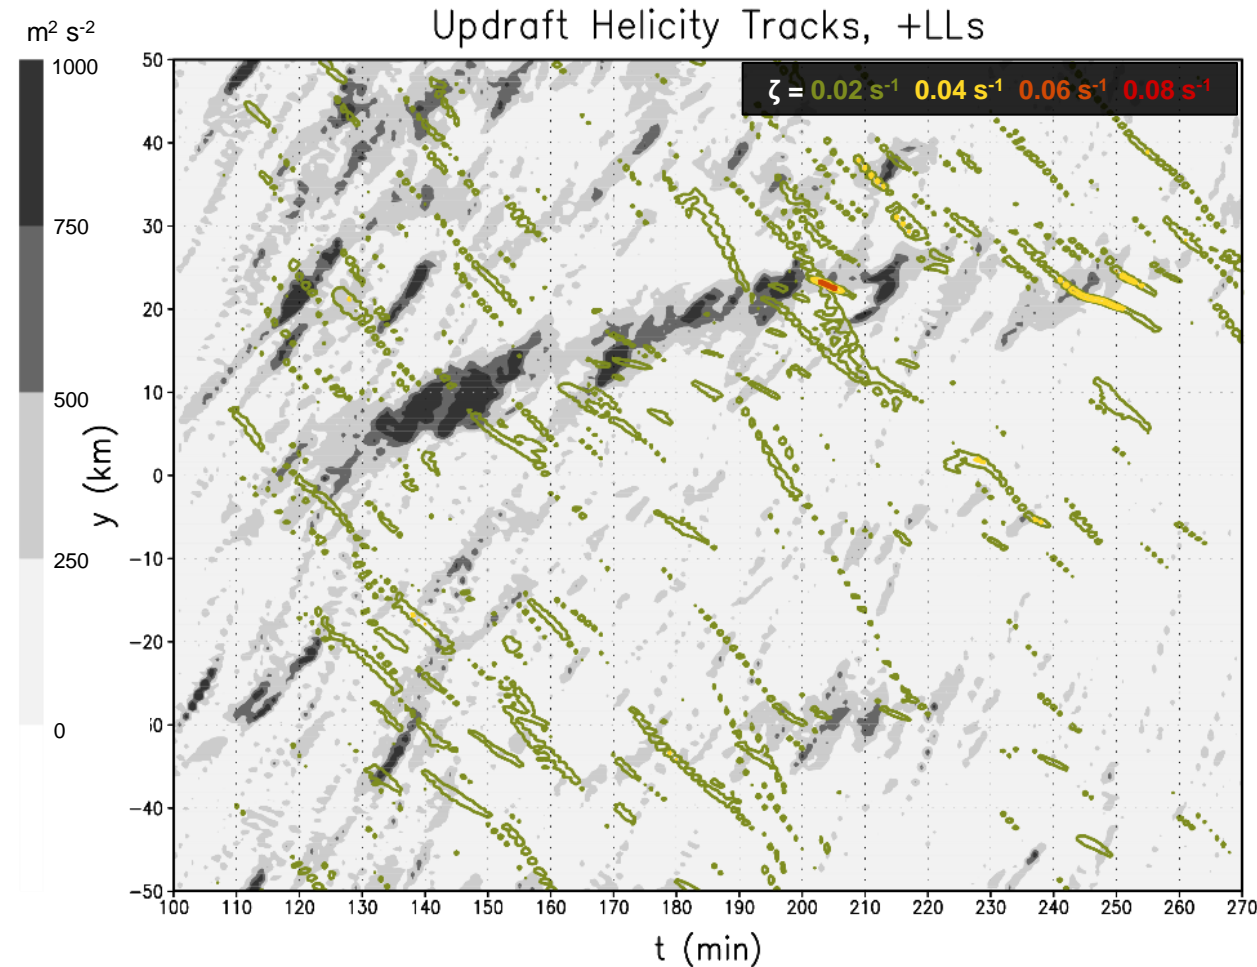 Updraft Helicity Tracks, +LLs
m² s⁻²
1000
750
500
250
0
ζ = 0.02 s⁻¹ 0.04 s⁻¹ 0.06 s⁻¹ 0.08 s⁻¹
y (km)
50
40
30
20
10
0
−10
−20
i0
−40
−50
100 110 120 130 140 150 160 170 180 190 200 210 220 230 240 250 260 270
t (min)